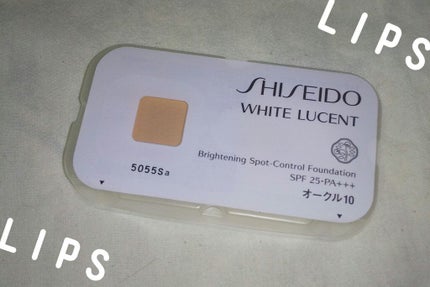 LIPS
SHISEIDO
WHITE LUCENT
Brightening Spot-Control Foundation
SPF 25・PA+++
オークル10
5055Sa
LIPS